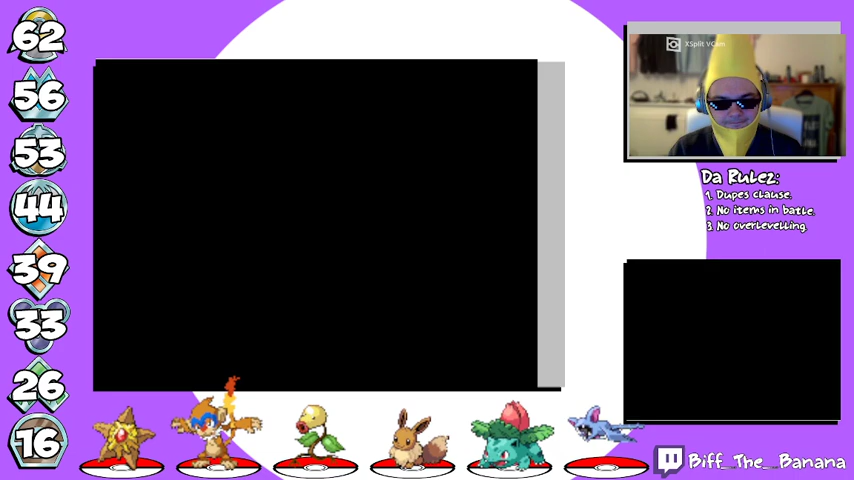 62
56
53
44
39
33
26
16
XSplit VCam
Da Rulez:
1. Dupes clause.
2 No items in batle.
3 No overlevelling.
Biff_The_Banana